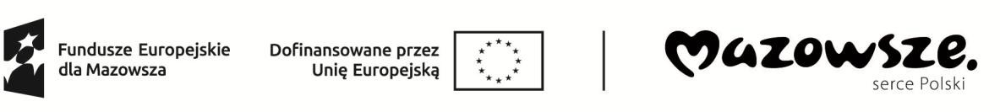 Fundusze Europejskie
dla Mazowsza
Dofinansowane przez
Unię Europejską
Mazowsze.
serce Polski